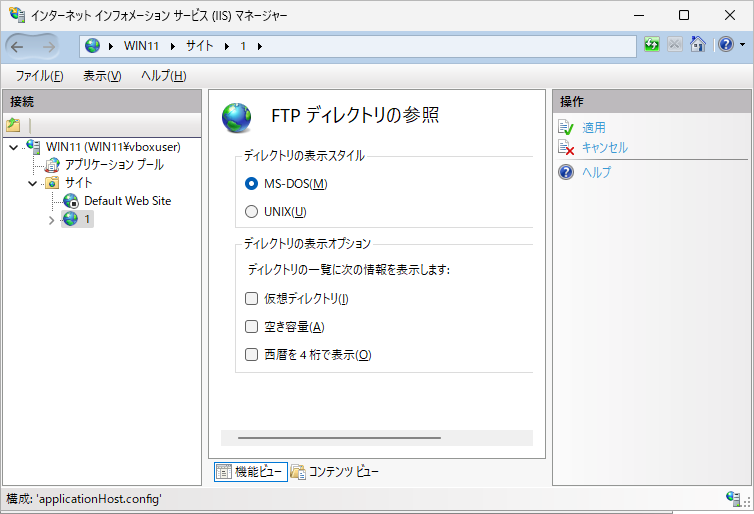 インターネット インフォメーション サービス (IIS) マネージャー
WIN11 サイト 1
ファイル(F) 表示(V) ヘルプ(H)
接続
WIN11 (WIN11¥vboxuser)
アプリケーション プール
サイト
Default Web Site
1
FTP ディレクトリの参照
ディレクトリの表示スタイル
MS-DOS(M)
UNIX(U)
ディレクトリの表示オプション
ディレクトリの一覧に次の情報を表示します:
仮想ディレクトリ(I)
空き容量(A)
西暦を 4 桁で表示(O)
機能ビュー コンテンツ ビュー
操作
適用
キャンセル
ヘルプ
構成: 'applicationHost.config'